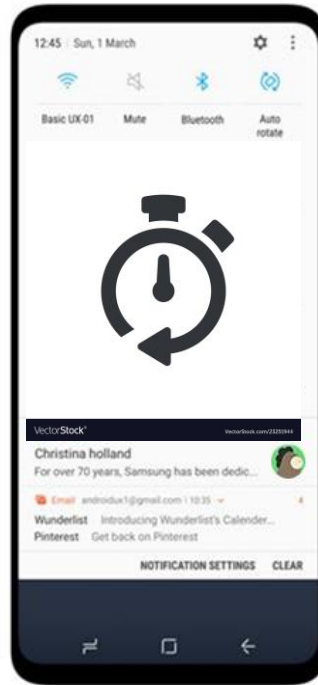 12:45 Sun, 1 March
Basic UX-01 Mute Bluetooth Auto rotate
VectorStock® VectorStock.com/23251944
Christina holland
For over 70 years, Samsung has been dedic...
Email androidux1@gmail.com 10:35 4
Wunderlist Introducing Wunderlist's Calender...
Pinterest Get back on Pinterest
NOTIFICATION SETTINGS CLEAR